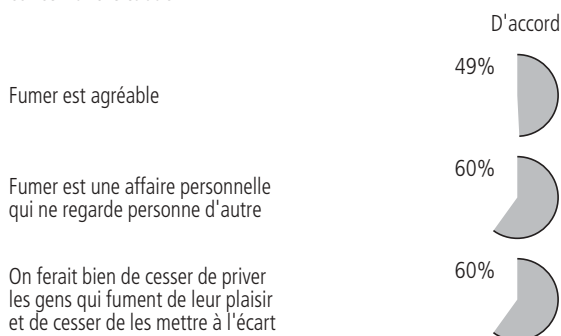 D'accord
49%
Fumer est agréable
60%
Fumer est une affaire personnelle
qui ne regarde personne d'autre
60%
On ferait bien de cesser de priver
les gens qui fument de leur plaisir
et de cesser de les mettre à l'écart